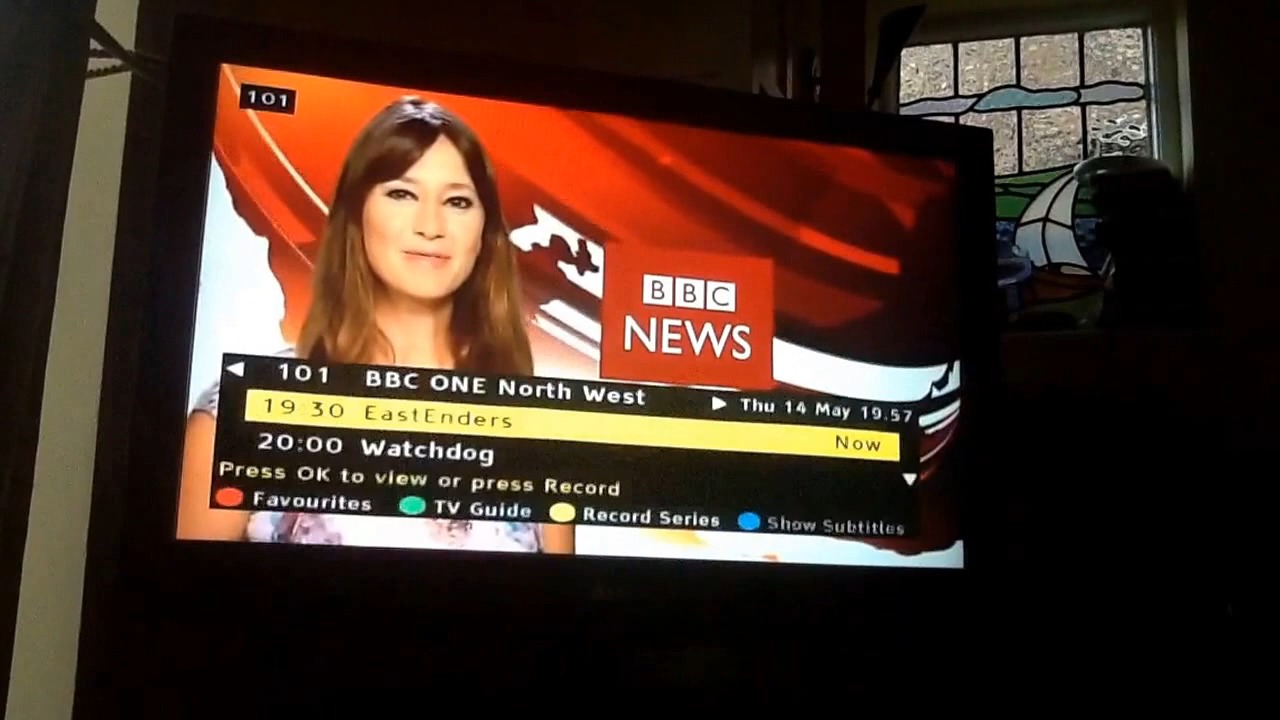 101
BBC
NEWS
101 BBC ONE North West Thu 14 May 19.57
19:30 EastEnders Now
20:00 Watchdog
Press OK to view or press Record
Favourites TV Guide Record Series Show Subtitles